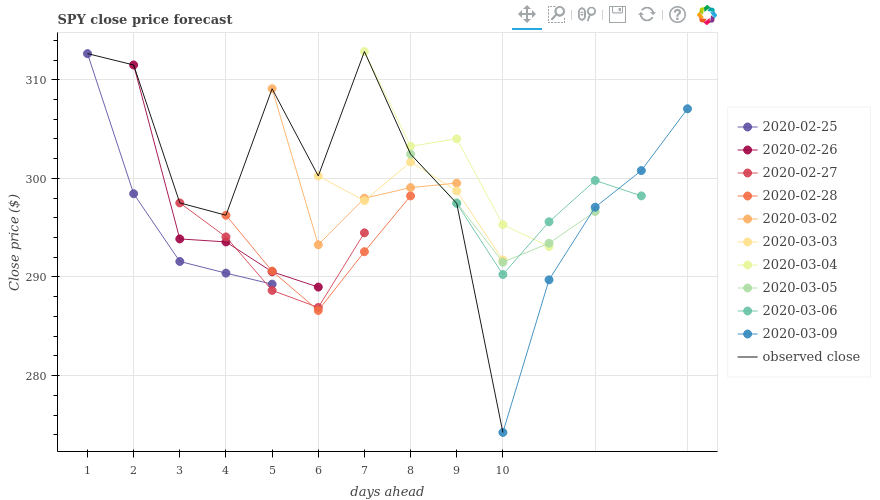 SPY close price forecast
310
300
290
280
Close price ($)
1 2 3 4 5 6 7 8 9 10
days ahead
2020-02-25
2020-02-26
2020-02-27
2020-02-28
2020-03-02
2020-03-03
2020-03-04
2020-03-05
2020-03-06
2020-03-09
observed close